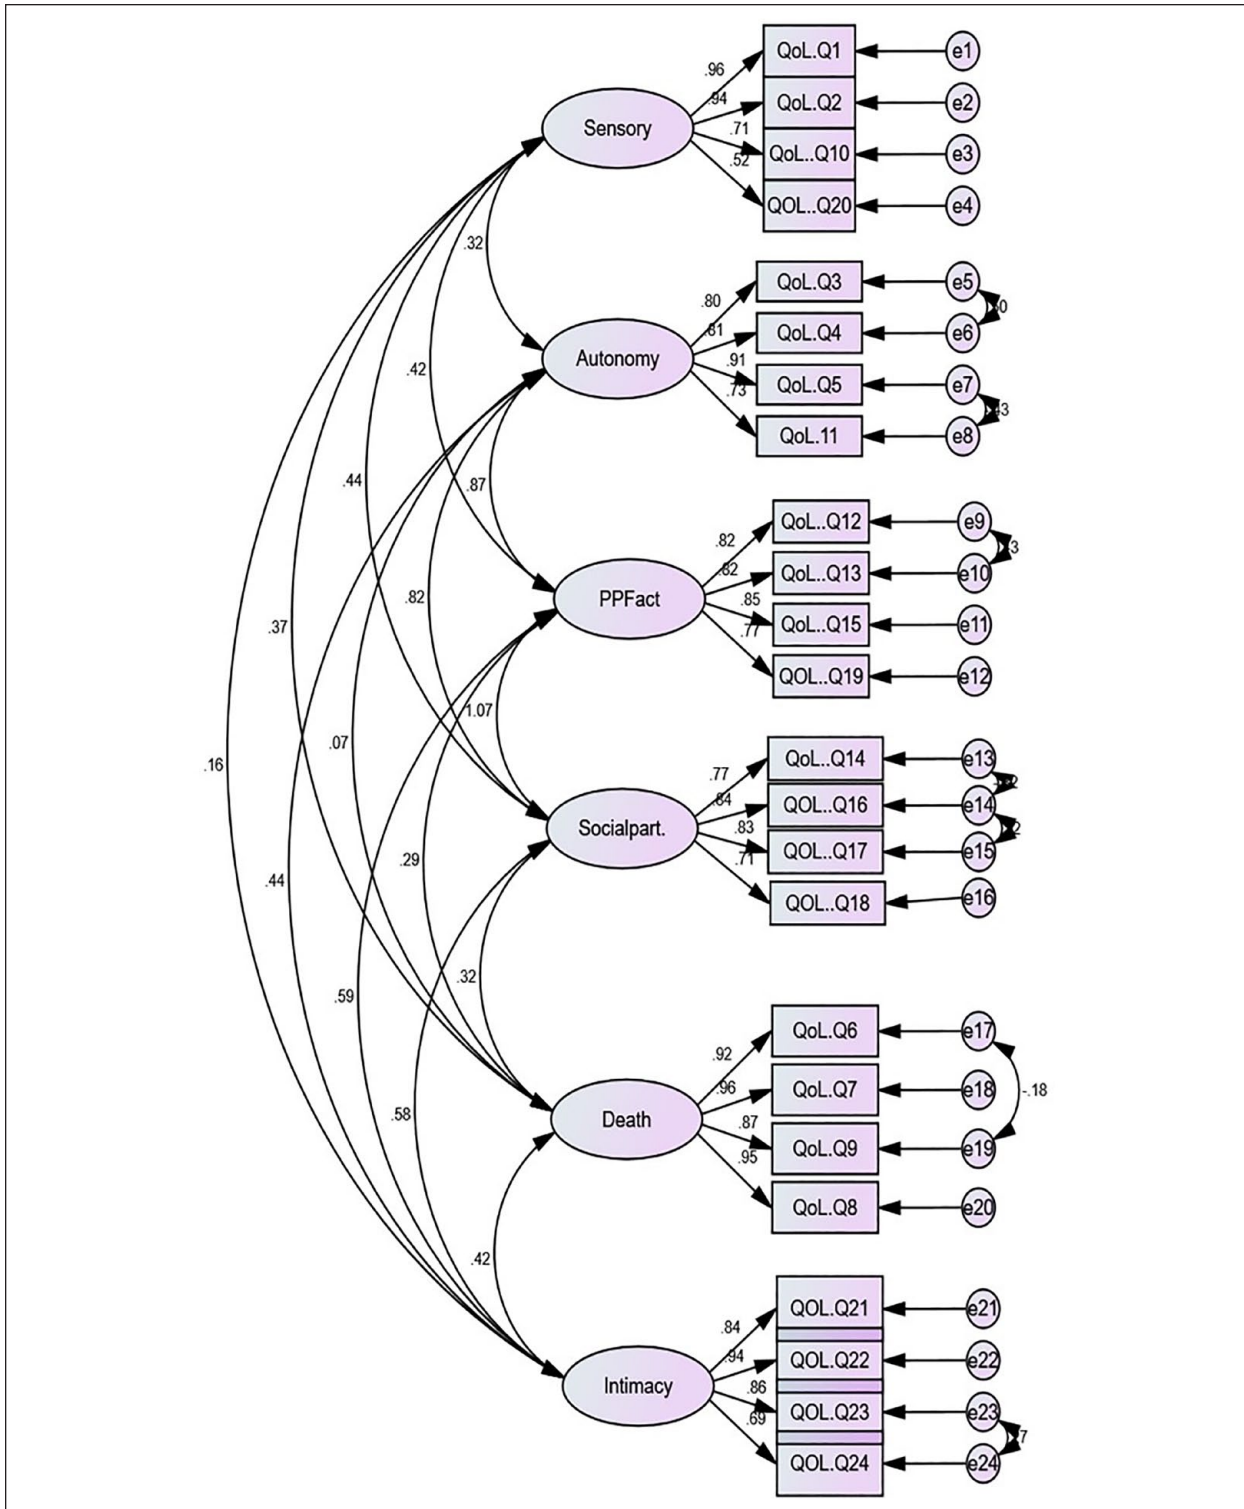 QoL.Q1
e1
.96
.94
QoL.Q2
e2
Sensory
.71
QoL..Q10
e3
.52
QOL..Q20
e4
.32
QoL.Q3
e5
.80
.81
QoL.Q4
e6
Autonomy
.91
QoL.Q5
e7
.73
QoL.11
e8
.42
.44
.87
QoL..Q12
e9
.82
.82
QoL..Q13
e10
PPFact
.85
QoL..Q15
e11
.77
QOL..Q19
e12
.82
.37
1.07
.07
.16
QoL..Q14
e13
.77
.84
QOL..Q16
e14
Socialpart.
.83
QOL..Q17
e15
.71
QOL..Q18
e16
.29
.44
.32
.59
QoL.Q6
e17
.92
.96
QoL.Q7
e18
-.18
Death
.87
QoL.Q9
e19
.95
QoL.Q8
e20
.58
.42
QOL.Q21
e21
.84
.94
QOL.Q22
e22
Intimacy
.86
QOL.Q23
e23
.69
QOL.Q24
e24